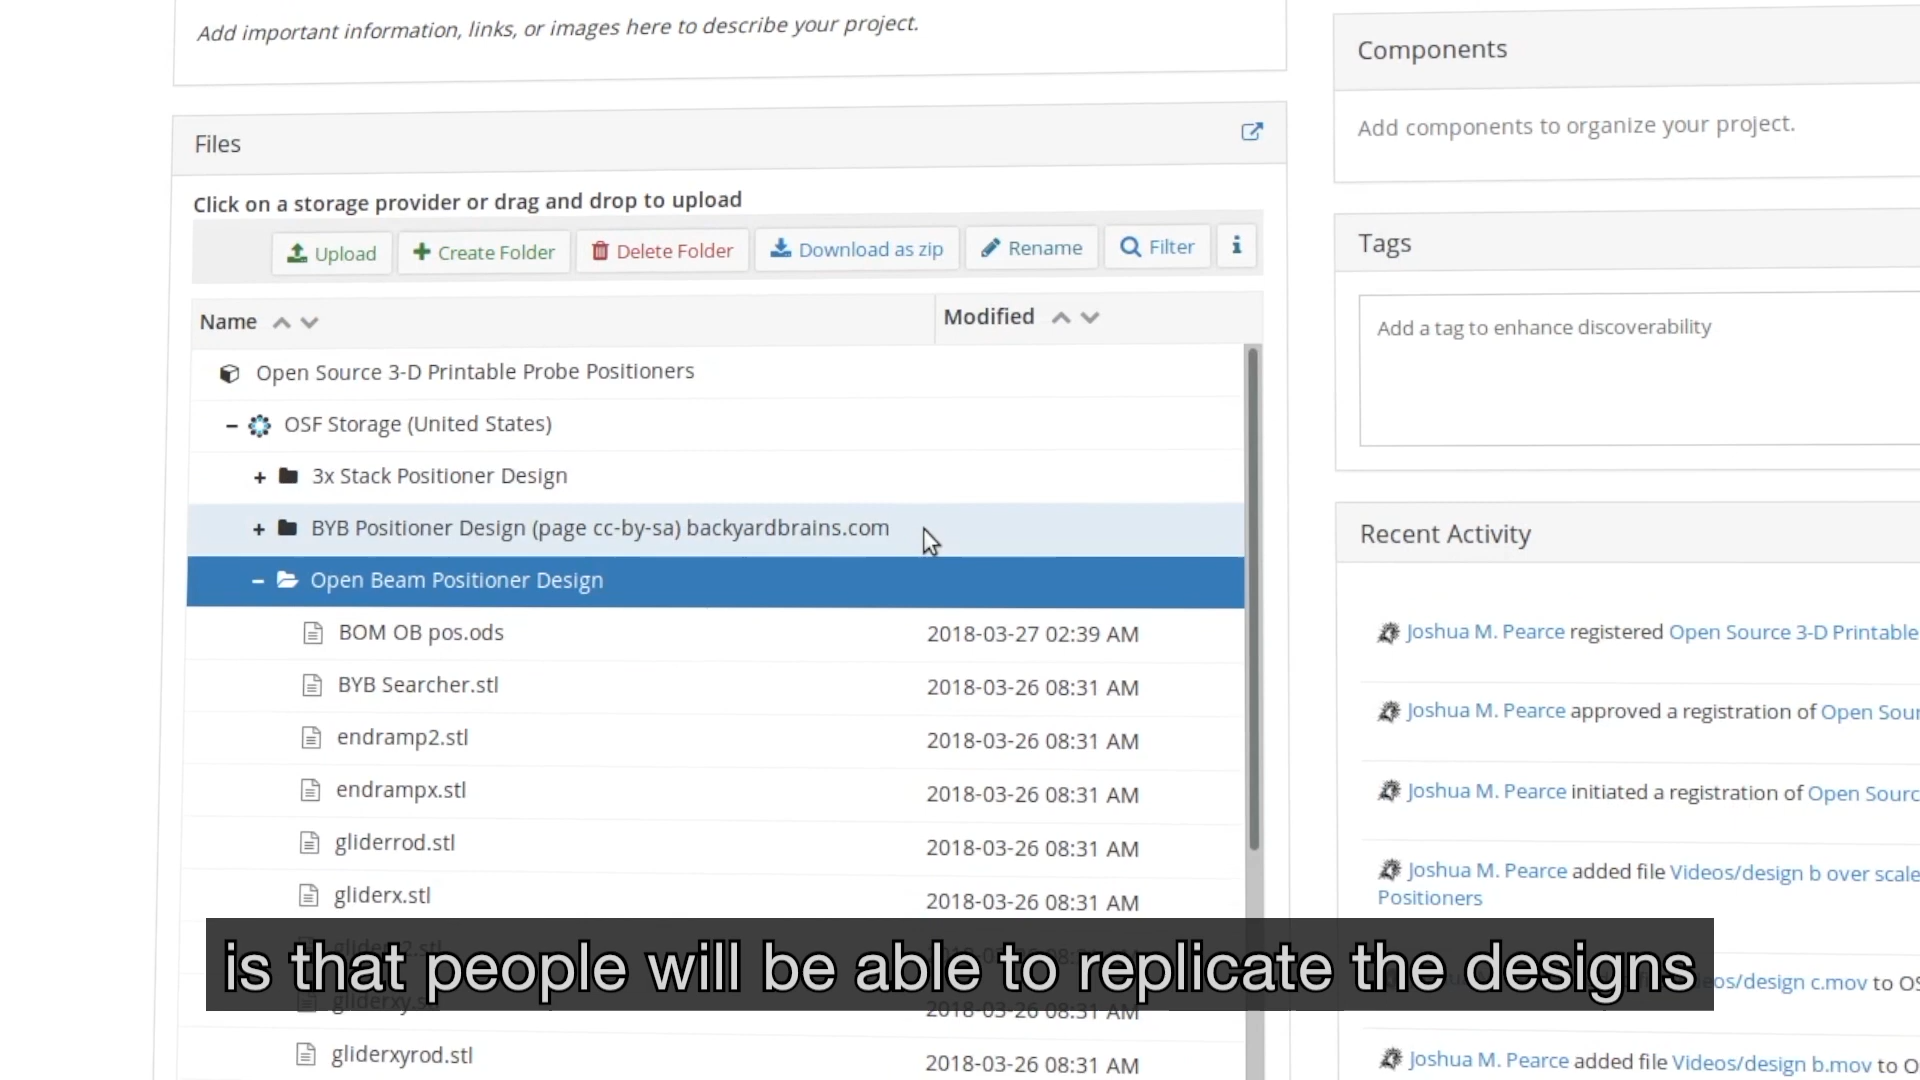 Add important information, links, or images here to describe your project.
Files
Click on a storage provider or drag and drop to upload
Upload
Create Folder
Delete Folder
Download as zip
Rename
Filter
i
Name
Modified
Open Source 3-D Printable Probe Positioners
OSF Storage (United States)
3x Stack Positioner Design
BYB Positioner Design (page cc-by-sa) backyardbrains.com
Open Beam Positioner Design
BOM OB pos.ods 2018-03-27 02:39 AM
BYB Searcher.stl 2018-03-26 08:31 AM
endramp2.stl 2018-03-26 08:31 AM
endrampx.stl 2018-03-26 08:31 AM
gliderrod.stl 2018-03-26 08:31 AM
gliderx.stl 2018-03-26 08:31 AM
2018-03-26 08:31 AM
gliderxyrod.stl 2018-03-26 08:31 AM
Components
Add components to organize your project.
Tags
Add a tag to enhance discoverability
Recent Activity
Joshua M. Pearce registered Open Source 3-D Printable
Joshua M. Pearce approved a registration of Open Sour
Joshua M. Pearce initiated a registration of Open Sourc
Joshua M. Pearce added file Videos/design b over scale
Positioners
os/design c.mov to OS
Joshua M. Pearce added file Videos/design b.mov to O
is that people will be able to replicate the designs